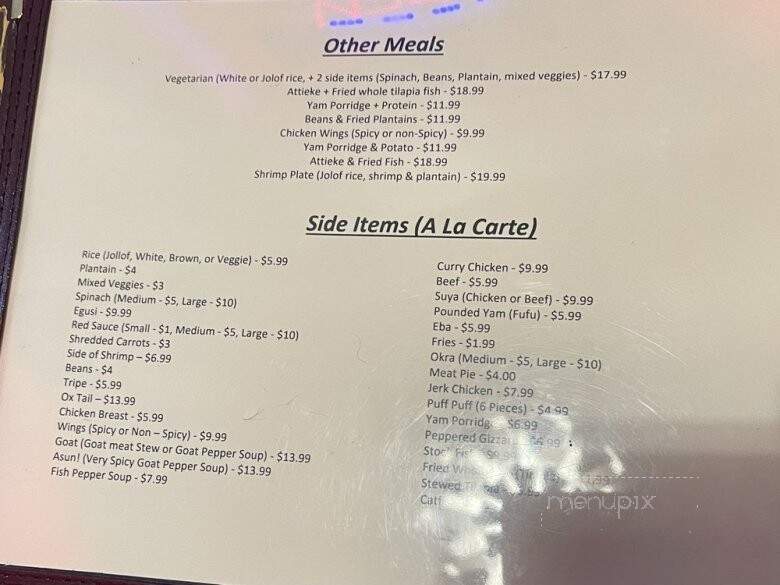 Other Meals
Vegetarian (White or Jolof rice, + 2 side items (Spinach, Beans, Plantain, mixed veggies) - $17.99
Attieke + Fried whole tilapia fish - $18.99
Yam Porridge + Protein - $11.99
Beans & Fried Plantains - $11.99
Chicken Wings (Spicy or non-Spicy) - $9.99
Yam Porridge & Potato - $11.99
Attieke & Fried Fish - $18.99
Shrimp Plate (Jolof rice, shrimp & plantain) - $19.99
Side Items (A La Carte)
Rice (Jollof, White, Brown, or Veggie) - $5.99
Plantain - $4
Mixed Veggies - $3
Spinach (Medium - $5, Large - $10)
Egusi - $9.99
Red Sauce (Small - $1, Medium - $5, Large - $10)
Shredded Carrots - $3
Side of Shrimp – $6.99
Beans - $4
Tripe - $5.99
Ox Tail – $13.99
Chicken Breast - $5.99
Wings (Spicy or Non – Spicy) - $9.99
Goat (Goat meat Stew or Goat Pepper Soup) - $13.99
Asun! (Very Spicy Goat Pepper Soup) - $13.99
Fish Pepper Soup - $7.99
Curry Chicken - $9.99
Beef - $5.99
Suya (Chicken or Beef) - $9.99
Pounded Yam (Fufu) - $5.99
Eba - $5.99
Fries - $1.99
Okra (Medium - $5, Large - $10)
Meat Pie - $4.00
Jerk Chicken - $7.99
Puff Puff (6 Pieces) - $4.99
Yam Porridg $6.99
Peppered
Fried
Stewed
menupix